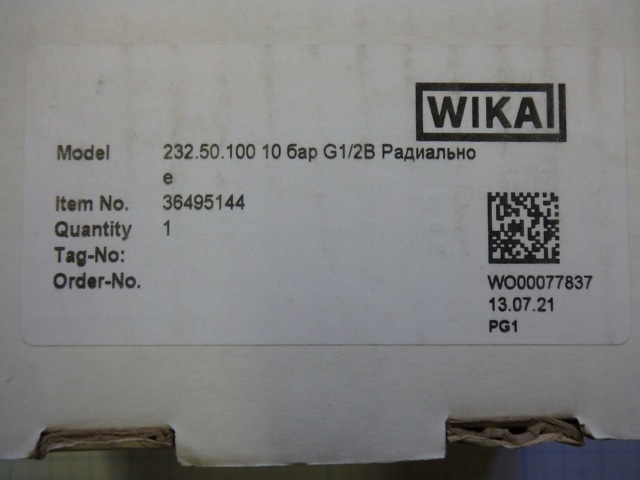 WIKA
Model 232.50.100 10 бар G1/2B Радиально
е
Item No. 36495144
Quantity 1
Tag-No:
Order-No.
WO00077837
13.07.21
PG1